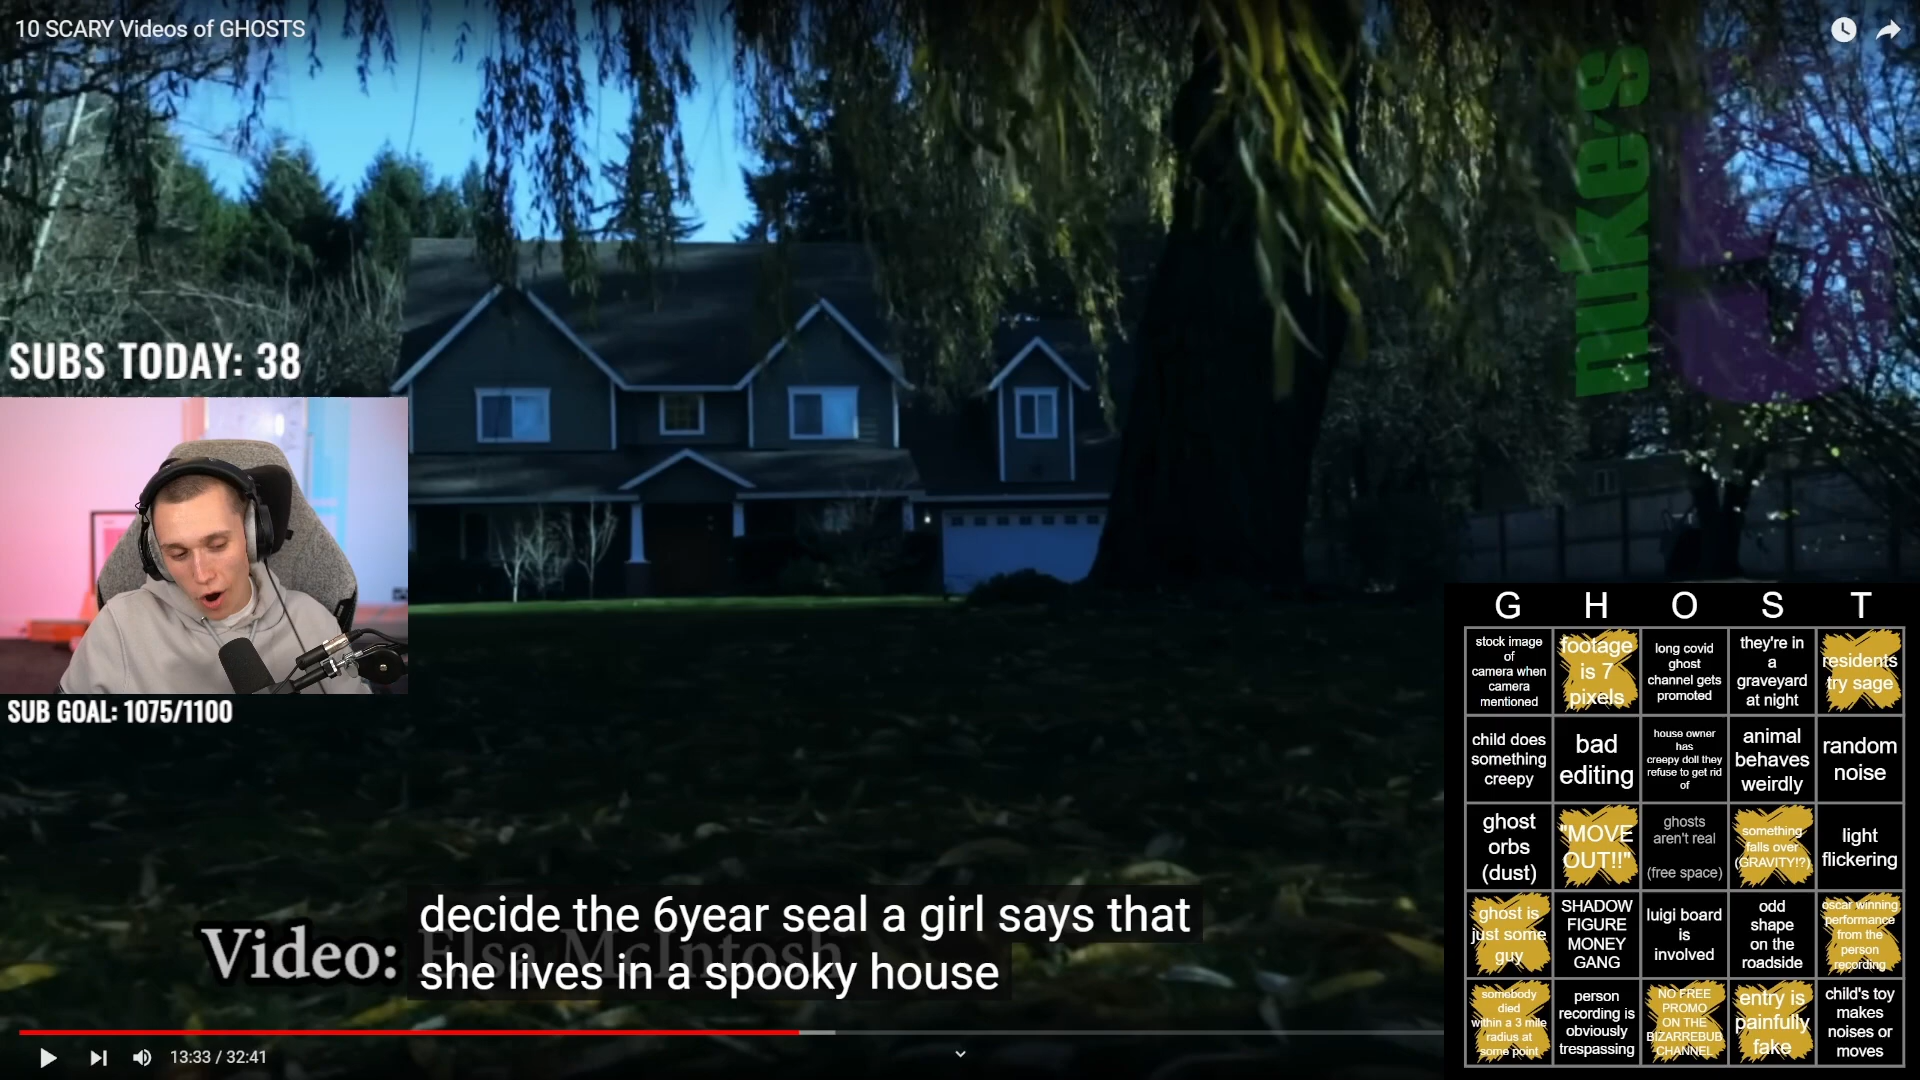 10 SCARY Videos of GHOSTS
nuke's
5
SUBS TODAY: 38
SUB GOAL: 1075/1100
G H O S T
stock image
of
camera when
camera
mentioned
footage
is 7
pixels
long covid
ghost
channel gets
promoted
they're in
a
graveyard
at night
residents
try sage
child does
something
creepy
bad
editing
house owner
has
creepy doll they
refuse to get rid
of
animal
behaves
weirdly
random
noise
ghost
orbs
(dust)
"MOVE
OUT!!"
ghosts
aren't real
(free space)
something
falls over
(GRAVITY!?)
light
flickering
ghost is
just some
guy
SHADOW
FIGURE
MONEY
GANG
luigi board
is
involved
odd
shape
on the
roadside
oscar winning
performance
from the
person
recording
somebody
died
within a 3 mile
radius at
some point
person
recording is
obviously
trespassing
NO FREE
PROMO
ON THE
BIZARREBUB
CHANNEL
entry is
painfully
fake
child's toy
makes
noises or
moves
decide the 6year seal a girl says that
Video: Elsa McIntosh
she lives in a spooky house
13:33 / 32:41